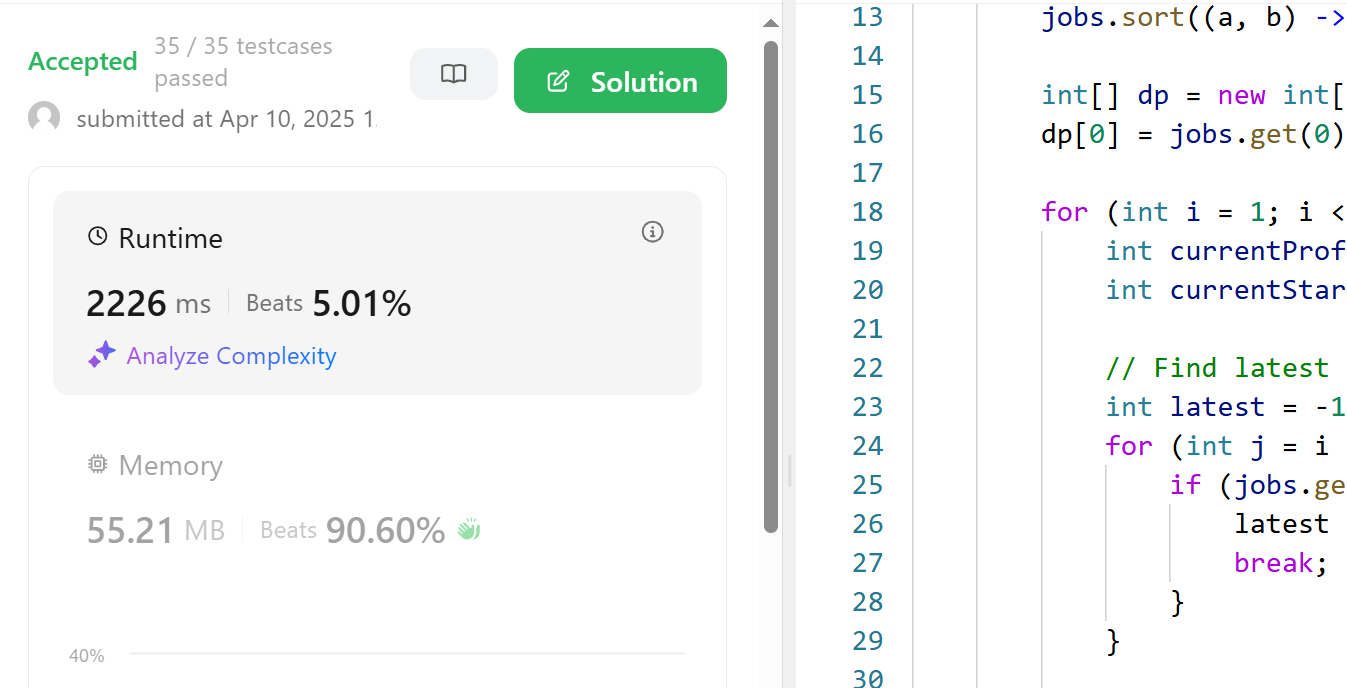 Accepted
35 / 35 testcases
passed
Solution
submitted at Apr 10, 2025 1
Runtime
2226 ms
Beats 5.01%
Analyze Complexity
Memory
55.21 MB
Beats 90.60%
40%
13 jobs.sort((a, b) ->
14
15 int[] dp = new int[
16 dp[0] = jobs.get(0)
17
18 for (int i = 1; i <
19 int currentProf
20 int currentStar
21
22 // Find latest
23 int latest = -1
24 for (int j = i
25 if (jobs.ge
26 latest
27 break;
28 }
29 }
30